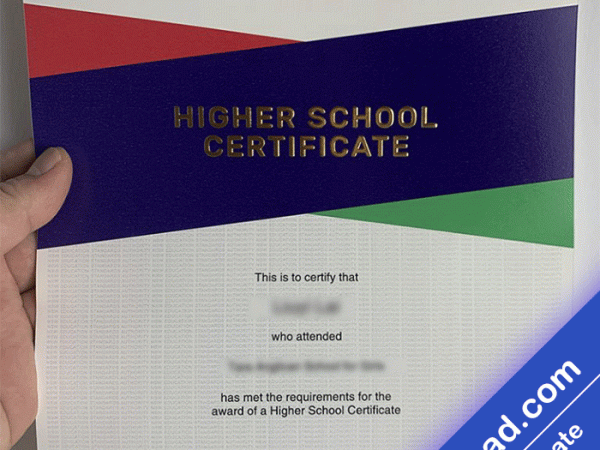 HIGHER SCHOOL
CERTIFICATE
This is to certify that
who attended
has met the requirements for the
award of a Higher School Certificate
ad.com
ate